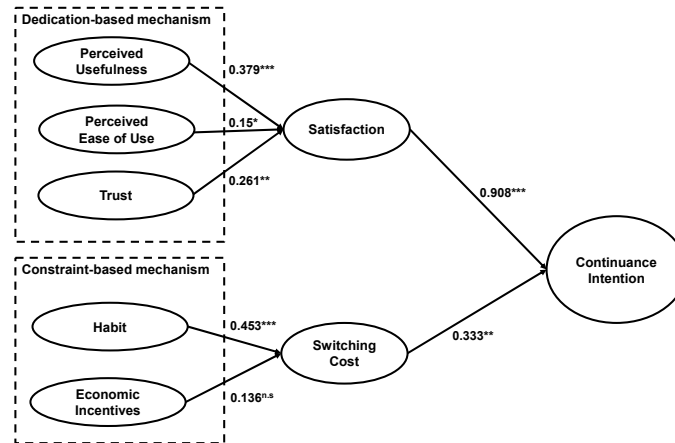 Dedication-based mechanism
Perceived
Usefulness
0.379***
Perceived
Ease of Use
0.15*
Satisfaction
Trust
0.261**
0.908***
Continuance
Intention
Constraint-based mechanism
Habit
0.453***
Switching
Cost
0.333**
Economic
Incentives
0.136n.s